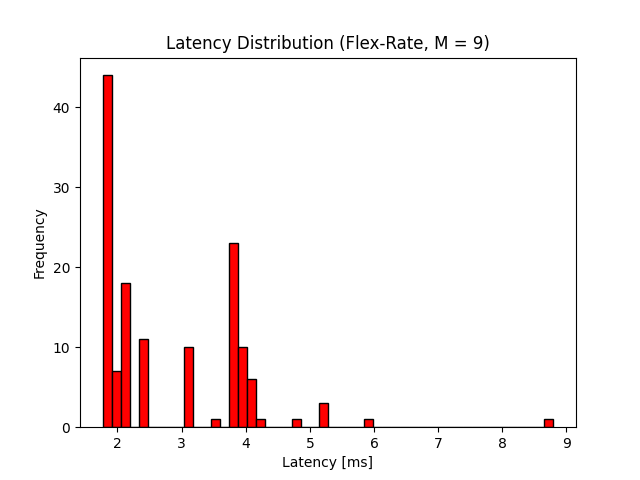 Latency Distribution (Flex-Rate, M = 9)
Frequency
40
30
20
10
0
2 3 4 5 6 7 8 9
Latency [ms]